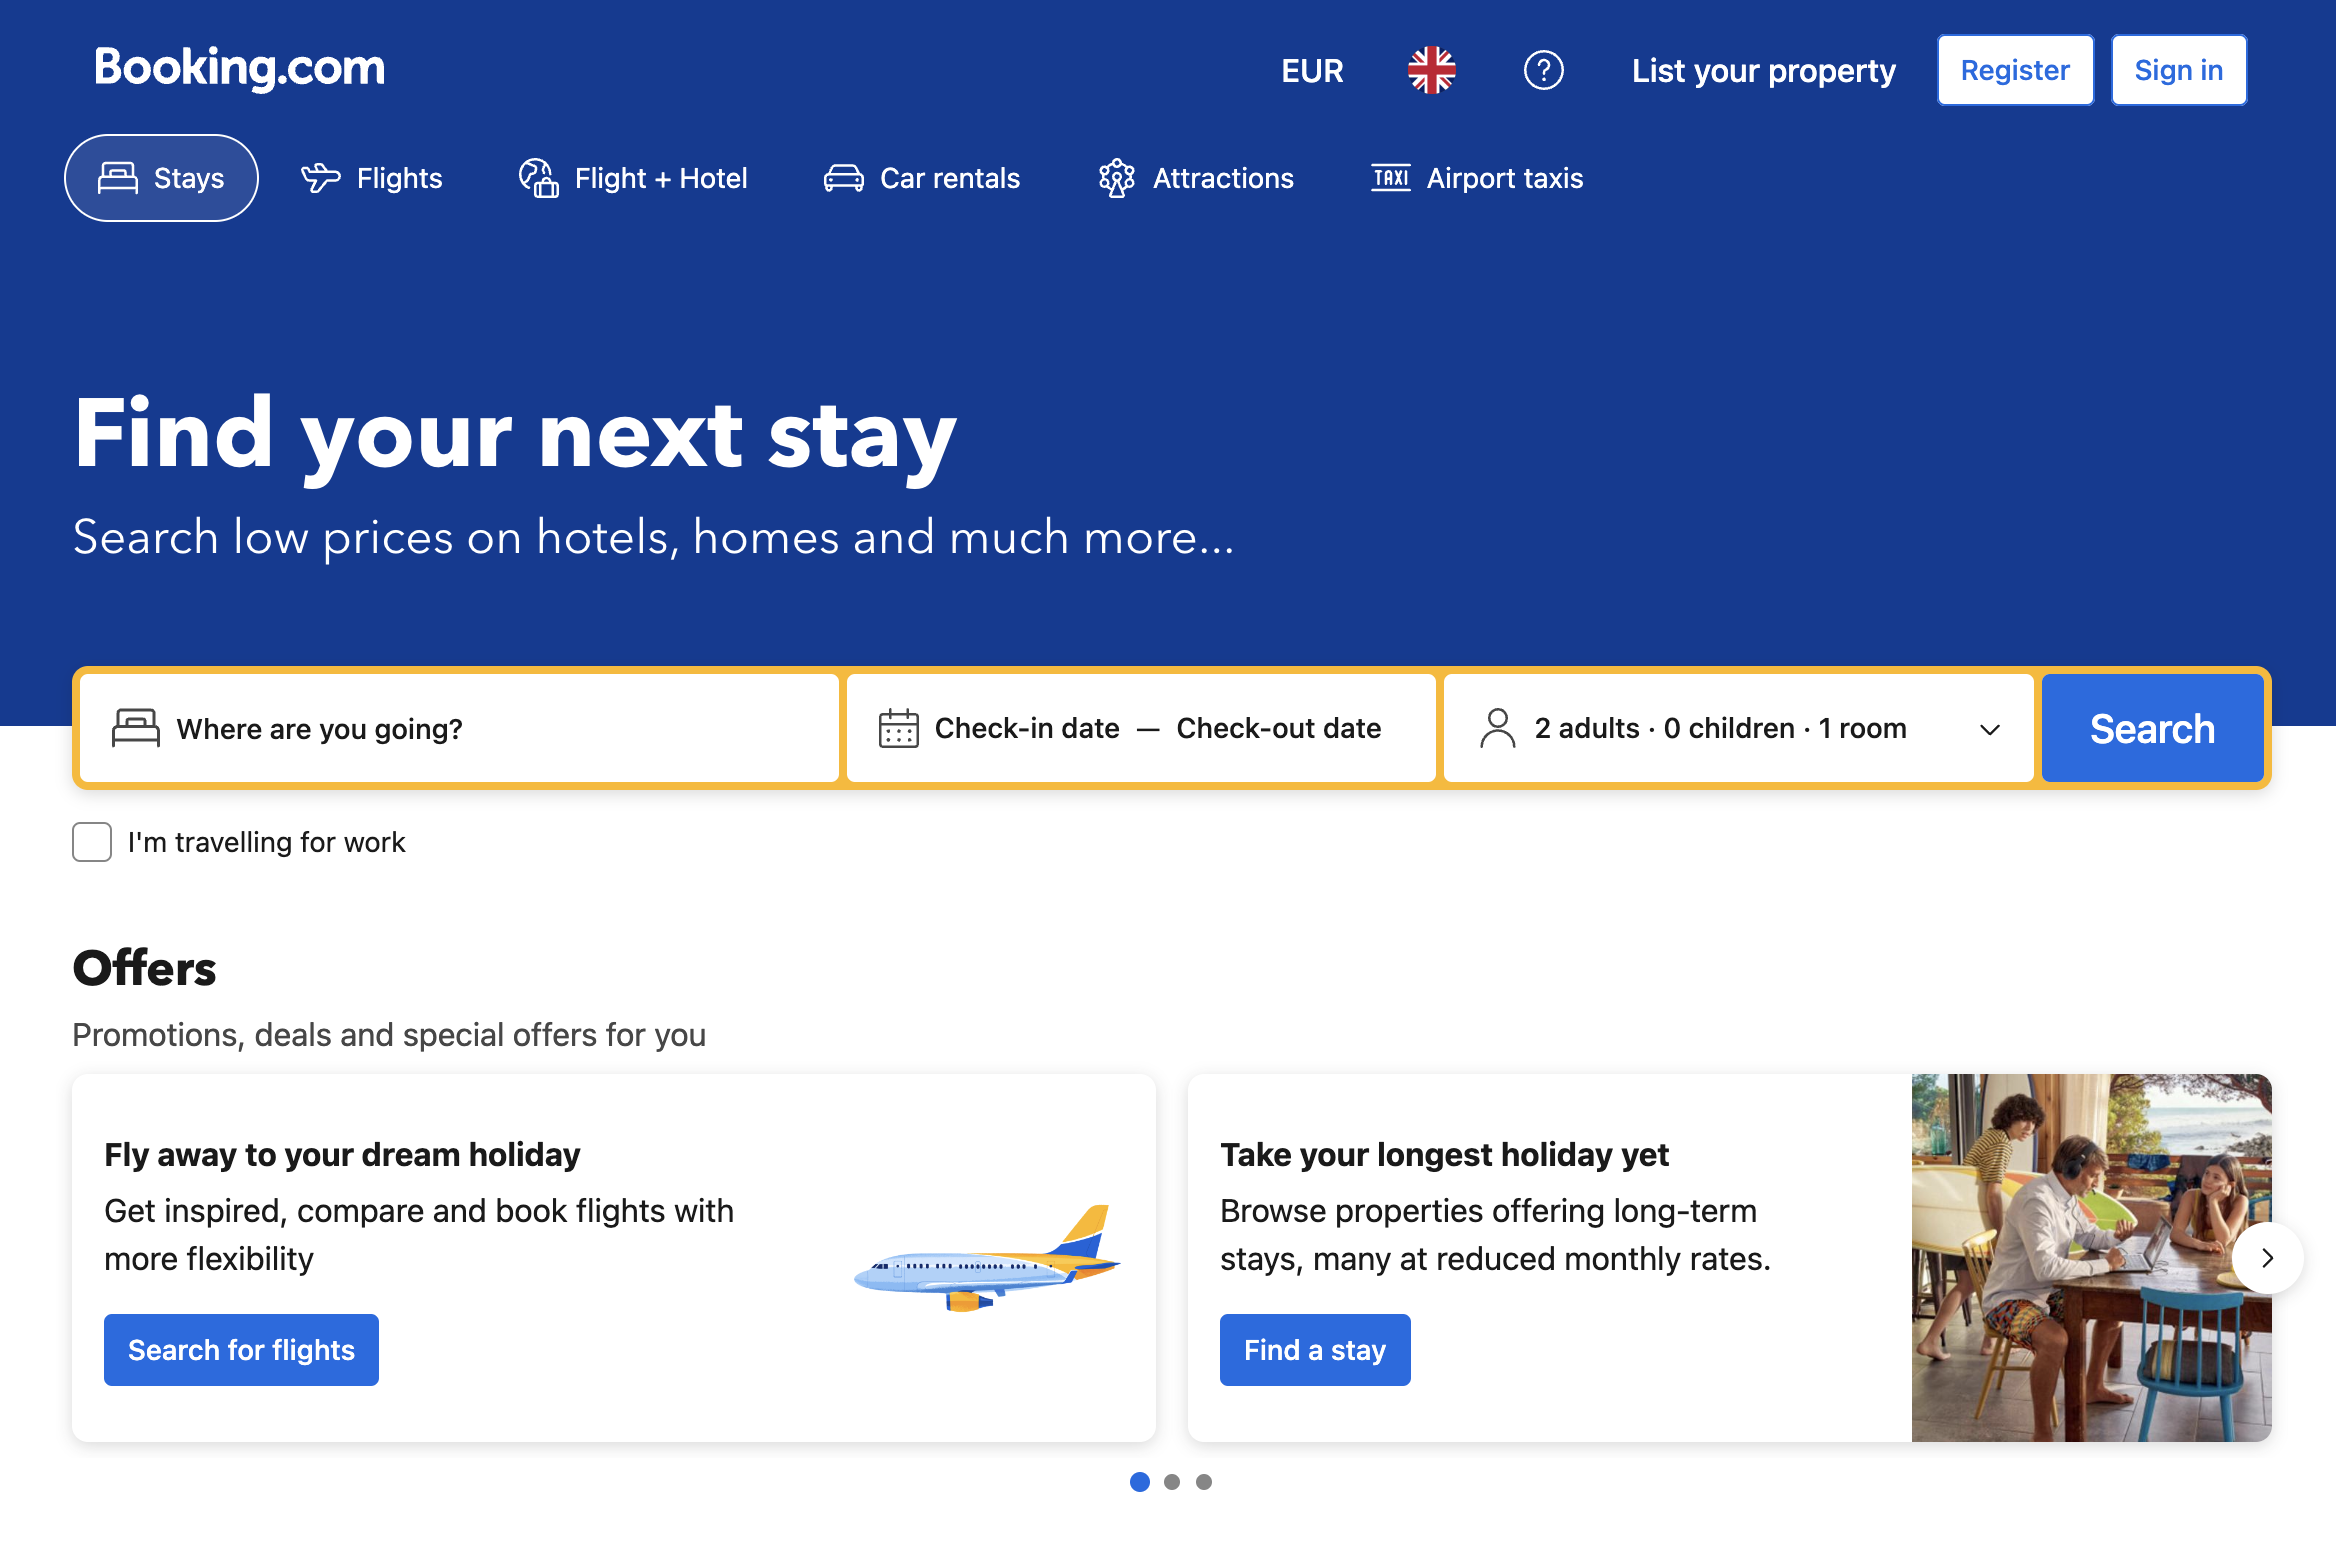 Booking.com
EUR
List your property
Register
Sign in
Stays
Flights
Flight + Hotel
Car rentals
Attractions
TAXI
Airport taxis
Find your next stay
Search low prices on hotels, homes and much more...
Where are you going?
Check-in date — Check-out date
2 adults · 0 children · 1 room
Search
I'm travelling for work
Offers
Promotions, deals and special offers for you
Fly away to your dream holiday
Get inspired, compare and book flights with
more flexibility
Search for flights
Take your longest holiday yet
Browse properties offering long-term
stays, many at reduced monthly rates.
Find a stay